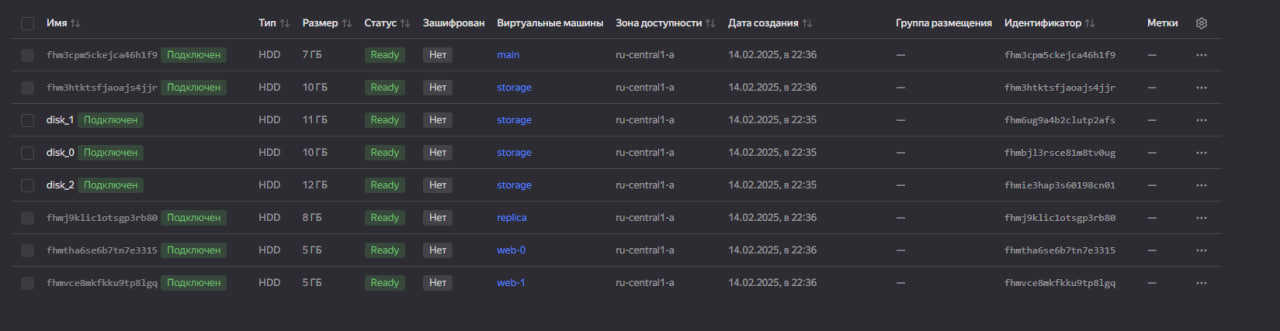 Имя Тип Размер Статус Зашифрован Виртуальные машины Зона доступности Дата создания Группа размещения Идентификатор Метки
fhm3cpm5ckejca46h1f9 Подключен HDD 7 ГБ Ready Нет main ru-central1-a 14.02.2025, в 22:36 — fhm3cpm5ckejca46h1f9 —
fhm3htktsfjaoajs4jjr Подключен HDD 10 ГБ Ready Нет storage ru-central1-a 14.02.2025, в 22:36 — fhm3htktsfjaoajs4jjr —
disk_1 Подключен HDD 11 ГБ Ready Нет storage ru-central1-a 14.02.2025, в 22:35 — fhm6ug9a4b2clutp2afs —
disk_0 Подключен HDD 10 ГБ Ready Нет storage ru-central1-a 14.02.2025, в 22:35 — fhmbjl3rsce81m8tv0ug —
disk_2 Подключен HDD 12 ГБ Ready Нет storage ru-central1-a 14.02.2025, в 22:35 — fhmie3hap3s60198cn01 —
fhmj9klic1otsgp3rb80 Подключен HDD 8 ГБ Ready Нет replica ru-central1-a 14.02.2025, в 22:36 — fhmj9klic1otsgp3rb80 —
fhmtha6se6b7tn7e3315 Подключен HDD 5 ГБ Ready Нет web-0 ru-central1-a 14.02.2025, в 22:36 — fhmtha6se6b7tn7e3315 —
fhmvce8mkfkku9tp8lgq Подключен HDD 5 ГБ Ready Нет web-1 ru-central1-a 14.02.2025, в 22:36 — fhmvce8mkfkku9tp8lgq —